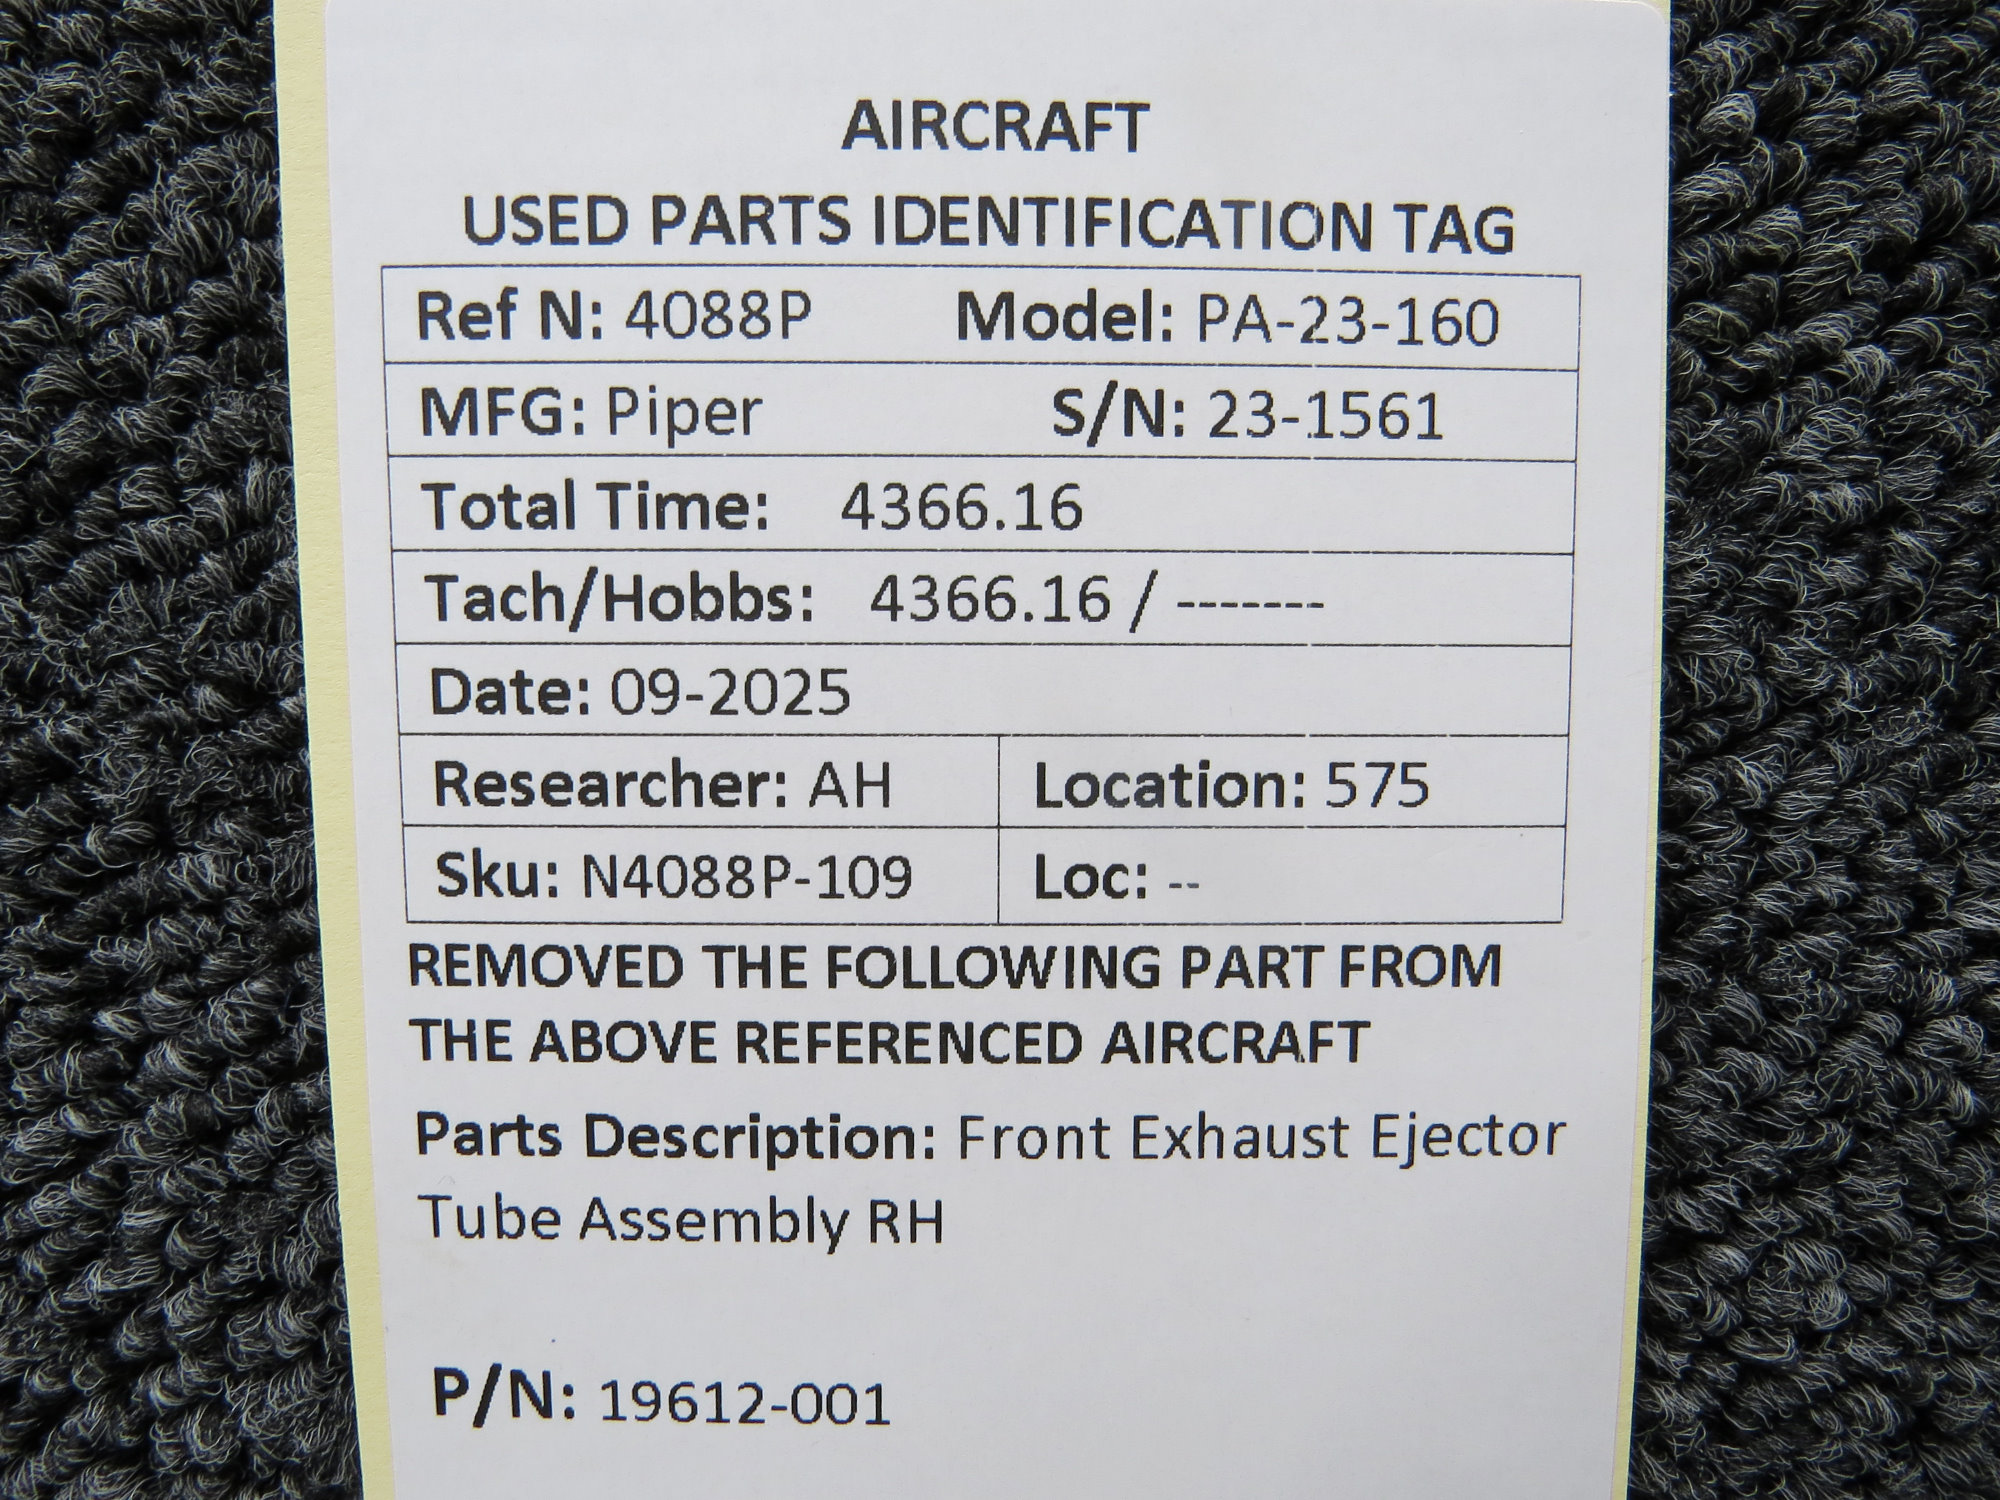 AIRCRAFT
USED PARTS IDENTIFICATION TAG
Ref N: 4088P Model: PA-23-160
MFG: Piper S/N: 23-1561
Total Time: 4366.16
Tach/Hobbs: 4366.16 / -------
Date: 09-2025
Researcher: AH Location: 575
Sku: N4088P-109 Loc: --
REMOVED THE FOLLOWING PART FROM
THE ABOVE REFERENCED AIRCRAFT
Parts Description: Front Exhaust Ejector
Tube Assembly RH
P/N: 19612-001